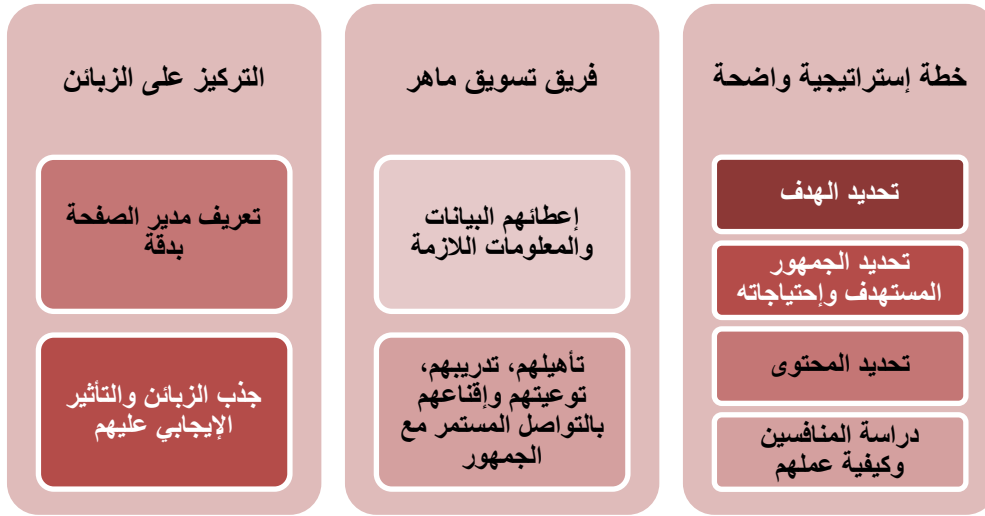 خطة إستراتيجية واضحة
تحديد الهدف
تحديد الجمهور
المستهدف وإحتياجاته
تحديد المحتوى
دراسة المنافسين
وكيفية عملهم
فريق تسويق ماهر
إعطائهم البيانات
والمعلومات اللازمة
تأهيلهم، تدريبهم،
توعيتهم وإقناعهم
بالتواصل المستمر مع
الجمهور
التركيز على الزبائن
تعريف مدير الصفحة
بدقة
جذب الزبائن والتأثير
الإيجابي عليهم